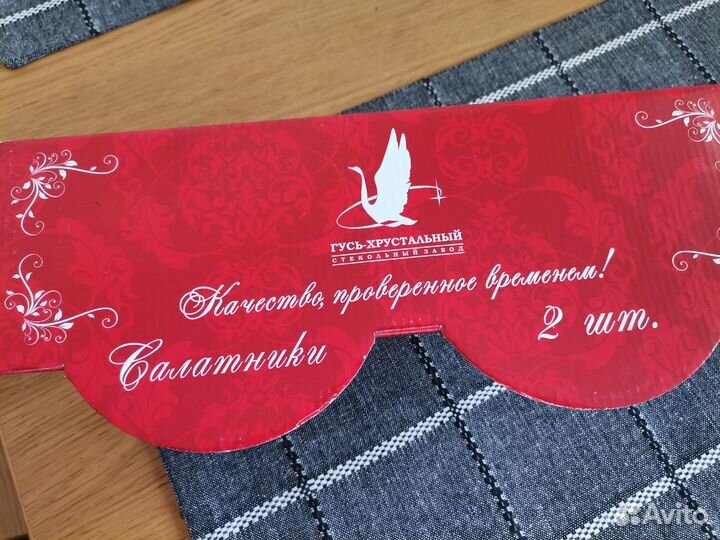 ГУСЬ-ХРУСТАЛЬНЫЙ
СТЕКОЛЬНЫЙ ЗАВОД
Качество, проверенное временем!
Салатники
2 шт.
Avito